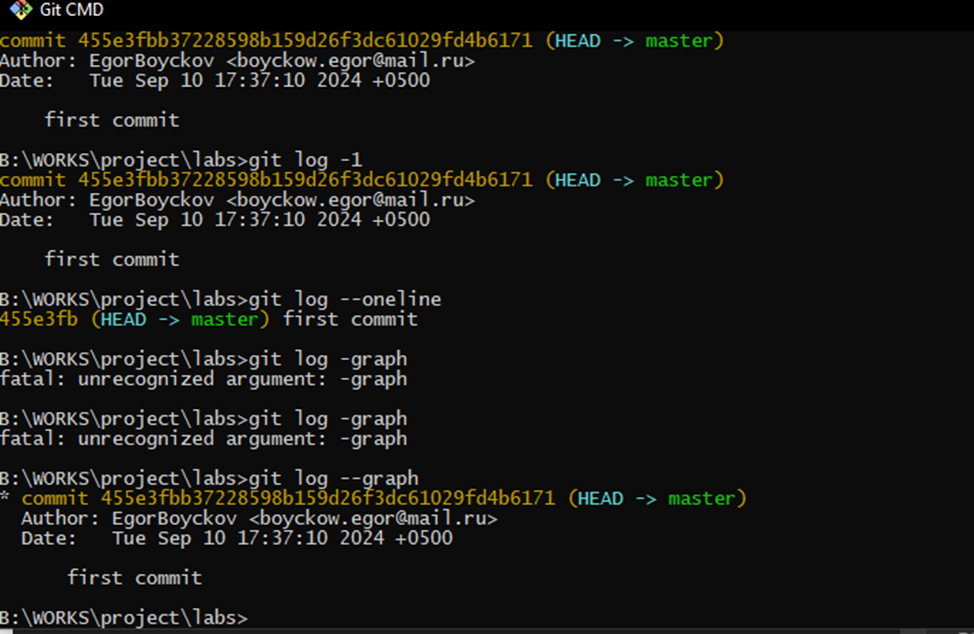 Git CMD
commit 455e3fbb37228598b159d26f3dc61029fd4b6171 (HEAD -> master)
Author: EgorBoyckov <boyckow.egor@mail.ru>
Date:   Tue Sep 10 17:37:10 2024 +0500
    first commit
B:\WORKS\project\labs>git log -1
commit 455e3fbb37228598b159d26f3dc61029fd4b6171 (HEAD -> master)
Author: EgorBoyckov <boyckow.egor@mail.ru>
Date:   Tue Sep 10 17:37:10 2024 +0500
    first commit
B:\WORKS\project\labs>git log --oneline
455e3fb (HEAD -> master) first commit
B:\WORKS\project\labs>git log -graph
fatal: unrecognized argument: -graph
B:\WORKS\project\labs>git log -graph
fatal: unrecognized argument: -graph
B:\WORKS\project\labs>git log --graph
* commit 455e3fbb37228598b159d26f3dc61029fd4b6171 (HEAD -> master)
  Author: EgorBoyckov <boyckow.egor@mail.ru>
  Date:   Tue Sep 10 17:37:10 2024 +0500
      first commit
B:\WORKS\project\labs>